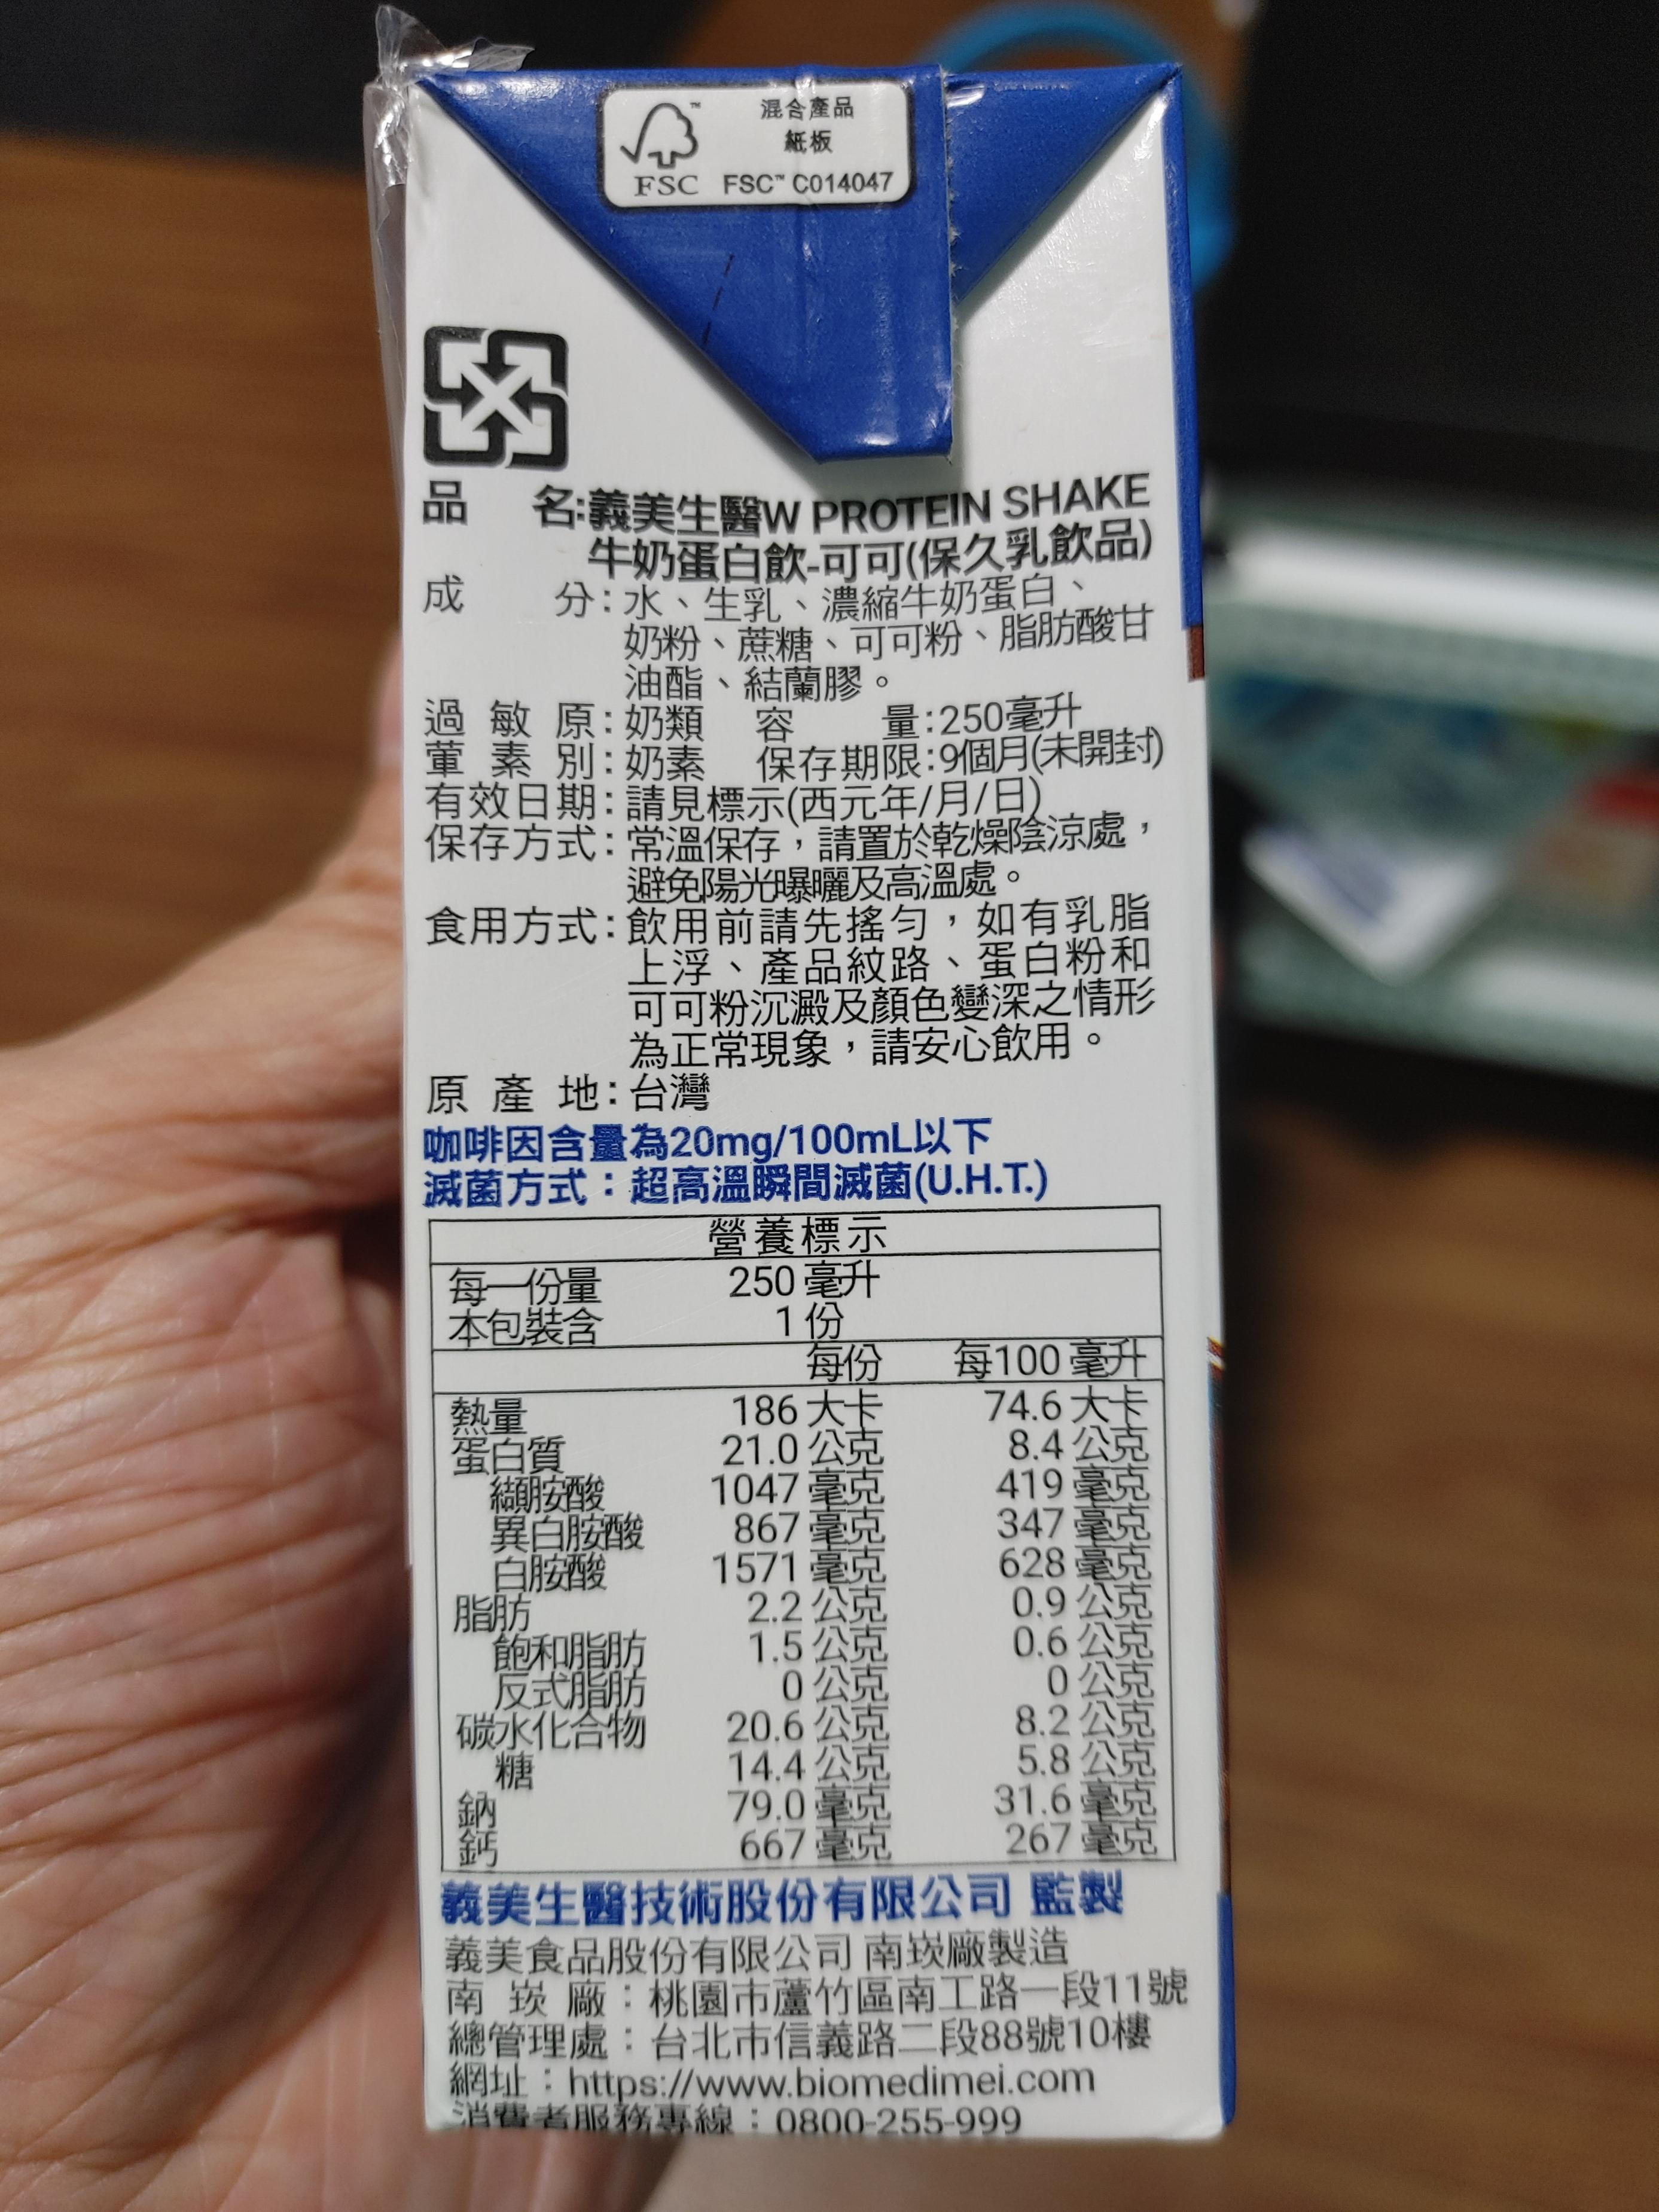 混合產品
紙板
FSC™ C014047
FSC
品 名:義美生醫W PROTEIN SHAKE
牛奶蛋白飲-可可(保久乳飲品)
成 分:水、生乳、濃縮牛奶蛋白、
奶粉、蔗糖、可可粉、脂肪酸甘
油酯、結蘭膠。
過 敏 原:奶類 容 量:250毫升
葷 素 別:奶素 保存期限:9個月(未開封)
有效日期:請見標示(西元年/月/日)
保存方式:常溫保存,請置於乾燥陰涼處,
避免陽光曝曬及高溫處。
食用方式:飲用前請先搖勻,如有乳脂
上浮、產品紋路、蛋白粉和
可可粉沉澱及顏色變深之情形
為正常現象,請安心飲用。
原 產 地:台灣
咖啡因含量為20mg/100mL以下
滅菌方式:超高溫瞬間滅菌(U.H.T.)
營養標示
每一份量 250 毫升
本包裝含 1 份
每份 每100 毫升
熱量 186 大卡 74.6 大卡
蛋白質 21.0 公克 8.4 公克
纈胺酸 1047 毫克 419 毫克
異白胺酸 867 毫克 347 毫克
白胺酸 1571 毫克 628 毫克
脂肪 2.2 公克 0.9 公克
飽和脂肪 1.5 公克 0.6 公克
反式脂肪 0 公克 0 公克
碳水化合物 20.6 公克 8.2 公克
糖 14.4 公克 5.8 公克
鈉 79.0 毫克 31.6 毫克
鈣 667 毫克 267 毫克
義美生醫技術股份有限公司 監製
義美食品股份有限公司 南崁廠製造
南 崁 廠:桃園市蘆竹區南工路一段11號
總管理處:台北市信義路二段88號10樓
網址:https://www.biomedimei.com
消費者服務專線:0800-255-999